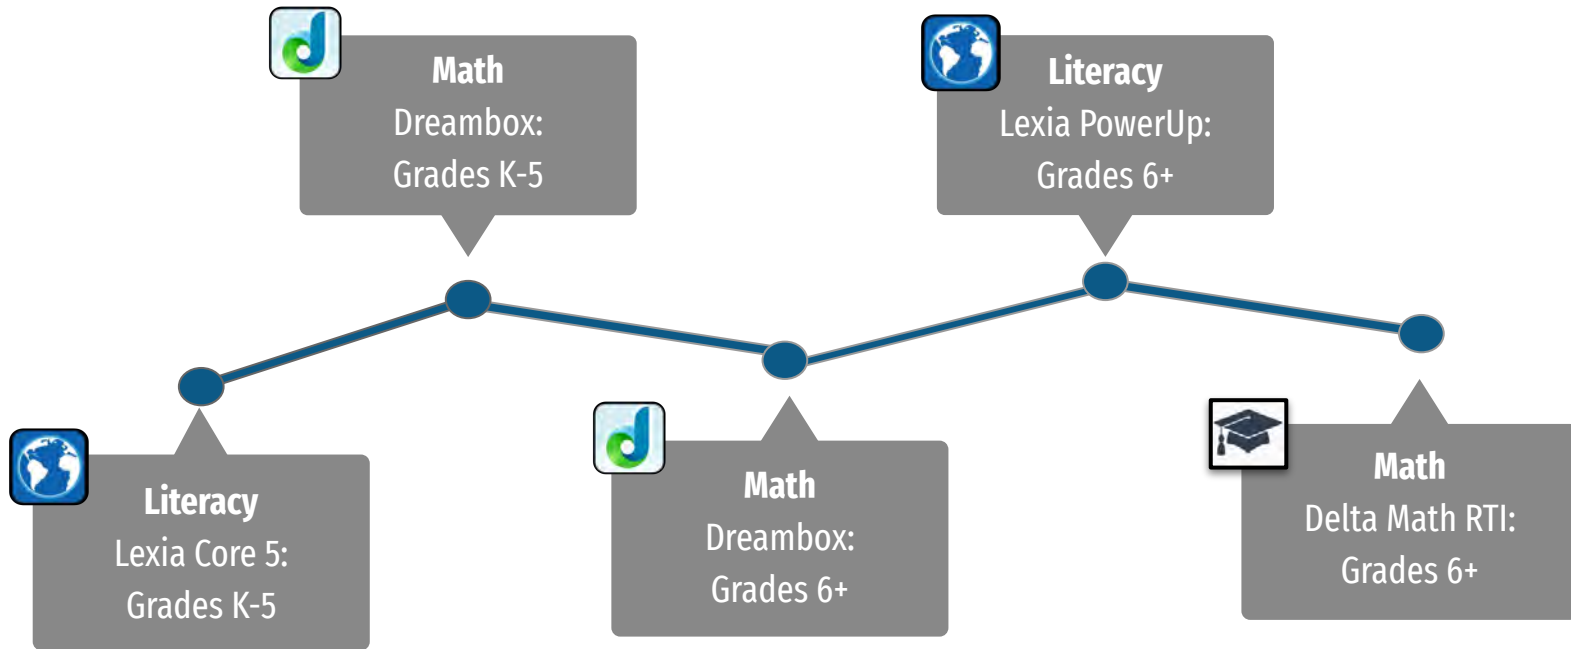 Math
Dreambox:
Grades K-5
Literacy
Lexia PowerUp:
Grades 6+
Literacy
Lexia Core 5:
Grades K-5
Math
Dreambox:
Grades 6+
Math
Delta Math RTI:
Grades 6+